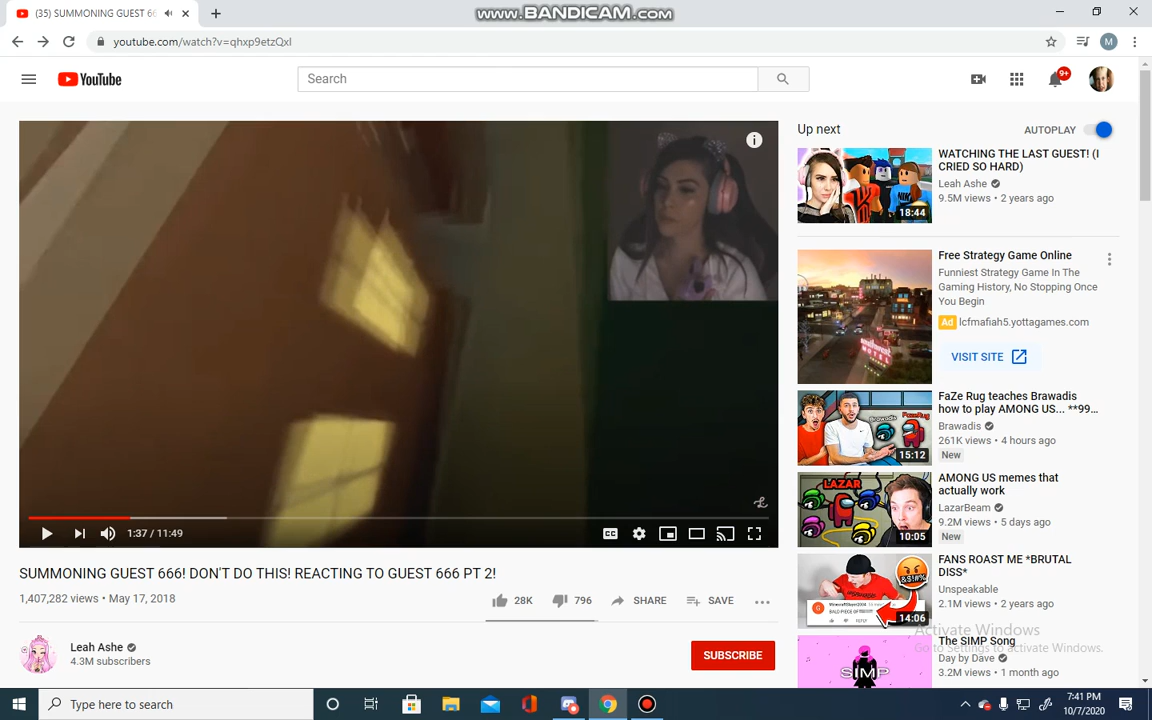 www.BANDICAM.com
(35) SUMMONING GUEST 66
youtube.com/watch?v=qhxp9etzQxI
M
YouTube
Search
9+
Up next
AUTOPLAY
WATCHING THE LAST GUEST! (I
CRIED SO HARD)
Leah Ashe
9.5M views • 2 years ago
18:44
Free Strategy Game Online
Funniest Strategy Game In The
Gaming History, No Stopping Once
You Begin
Ad lcfmafiah5.yottagames.com
VISIT SITE
FaZe Rug teaches Brawadis
how to play AMONG US... **99…
Brawadis
261K views • 4 hours ago
New
Brawadis
15:12
AMONG US memes that
actually work
LazarBeam
9.2M views • 5 days ago
New
LAZAR
10:05
FANS ROAST ME *BRUTAL
DISS*
Unspeakable
2.1M views • 2 years ago
14:06
The SIMP Song
Day by Dave
3.2M views • 1 month ago
SIMP
Activate Windows
Go to Settings to activate Windows.
1:37 / 11:49
CC
SUMMONING GUEST 666! DON'T DO THIS! REACTING TO GUEST 666 PT 2!
1,407,282 views • May 17, 2018
28K
796
SHARE
SAVE
Leah Ashe
4.3M subscribers
SUBSCRIBE
Type here to search
7:41 PM
10/7/2020